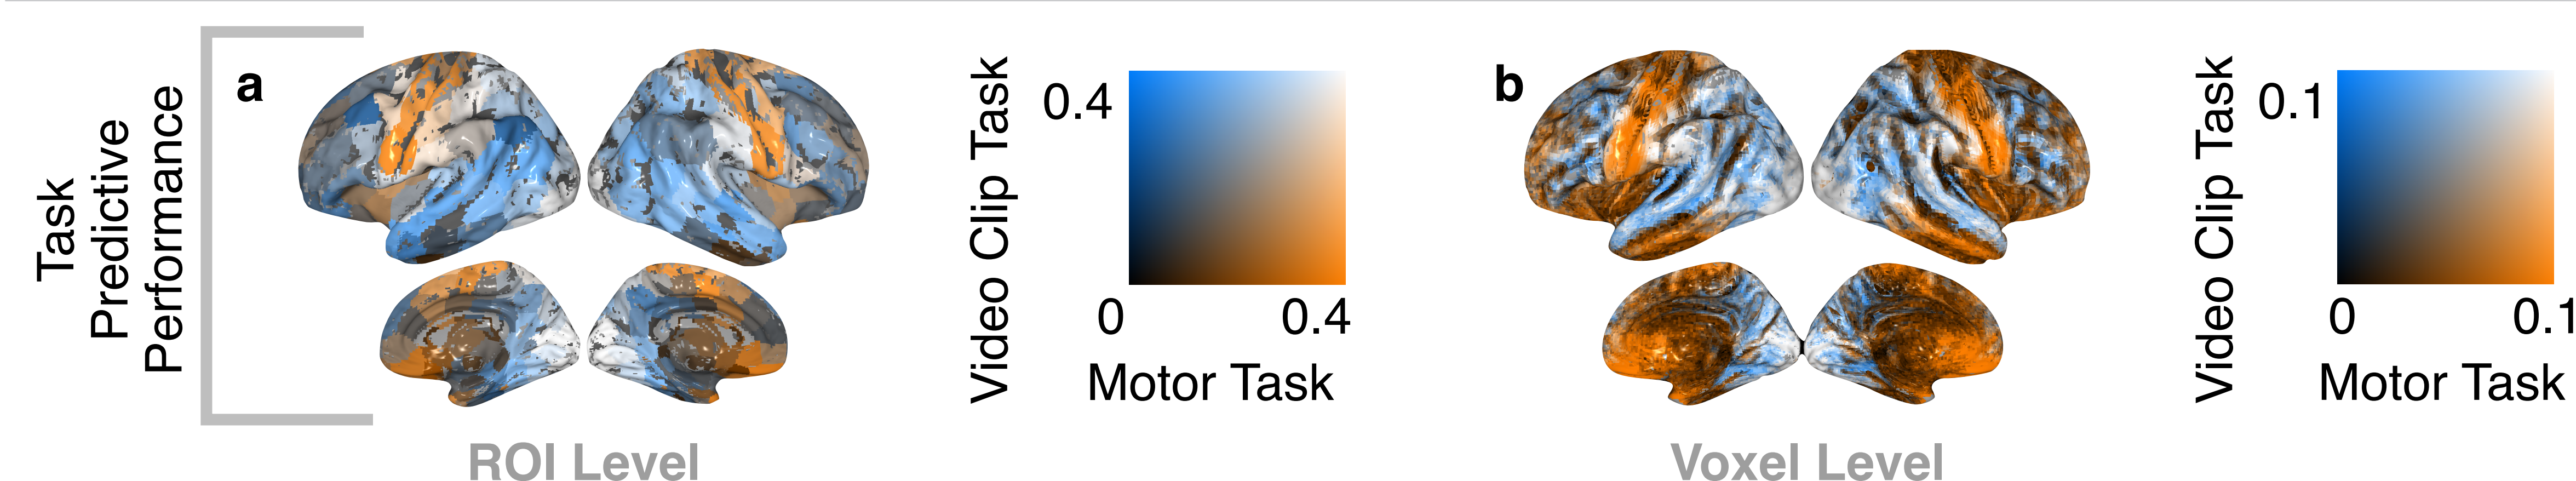 Task
Predictive
Performance
a
Video Clip Task
0.4
0
0.4
Motor Task
ROI Level
b
Video Clip Task
0.1
0
0.1
Motor Task
Voxel Level